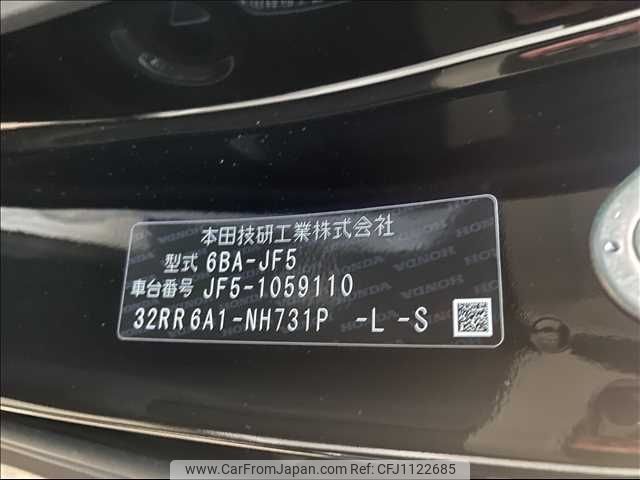 本田技研工業株式会社
型式 6BA-JF5
車台番号 JF5-1059110
32RR6A1-NH731P -L -S
www.CarFromJapan.com | Ref No: CFJ1122685